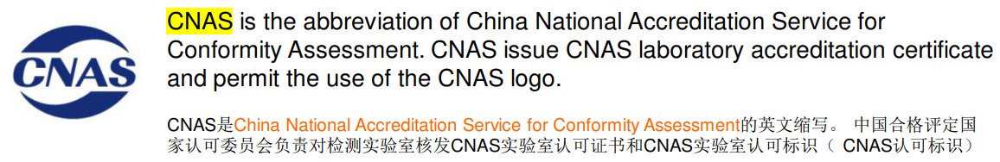 CNAS
CNAS is the abbreviation of China National Accreditation Service for
Conformity Assessment. CNAS issue CNAS laboratory accreditation certificate
and permit the use of the CNAS logo.
CNAS是China National Accreditation Service for Conformity Assessment的英文缩写。 中国合格评定国
家认可委员会负责对检测实验室核发CNAS实验室认可证书和CNAS实验室认可标识（ CNAS认可标识）